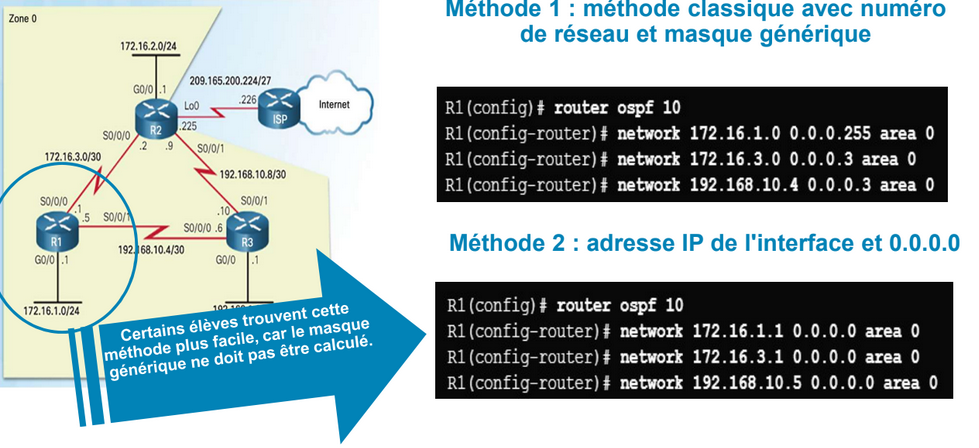 Zone 0
172.16.2.0/24
G0/0 .1
209.165.200.224/27
Lo0
.226
Internet
R2
.225
ISP
S0/0/0
.2
.9
S0/0/1
172.16.3.0/30
192.168.10.8/30
S0/0/0
.1
S0/0/1
.5
S0/0/1
.10
S0/0/0 .6
R1
R3
192.168.10.4/30
G0/0 .1
G0/0 .1
172.16.1.0/24
Certains élèves trouvent cette
méthode plus facile, car le masque
générique ne doit pas être calculé.
Méthode 1 : méthode classique avec numéro
de réseau et masque générique
R1(config)# router ospf 10
R1(config-router)# network 172.16.1.0 0.0.0.255 area 0
R1(config-router)# network 172.16.3.0 0.0.0.3 area 0
R1(config-router)# network 192.168.10.4 0.0.0.3 area 0
Méthode 2 : adresse IP de l'interface et 0.0.0.0
R1(config)# router ospf 10
R1(config-router)# network 172.16.1.1 0.0.0.0 area 0
R1(config-router)# network 172.16.3.1 0.0.0.0 area 0
R1(config-router)# network 192.168.10.5 0.0.0.0 area 0